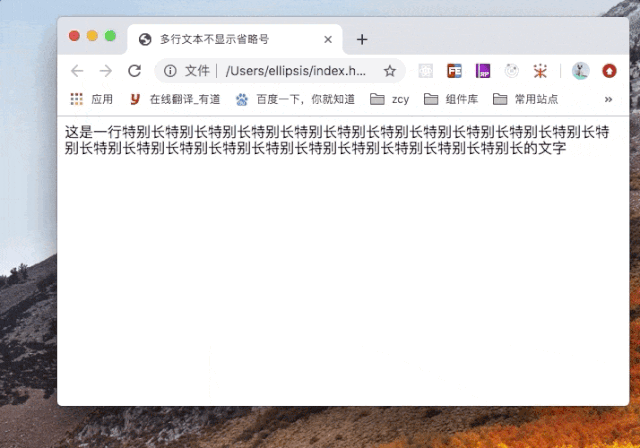 多行文本不显示省略号
文件 | /Users/ellipsis/index.h...
应用 在线翻译_有道 百度一下，你就知道 zcy 组件库 常用站点 »
这是一行特别长特别长特别长特别长特别长特别长特别长特别长特别长特别长特别长特
别长特别长特别长特别长特别长特别长特别长特别长特别长特别长特别长的文字